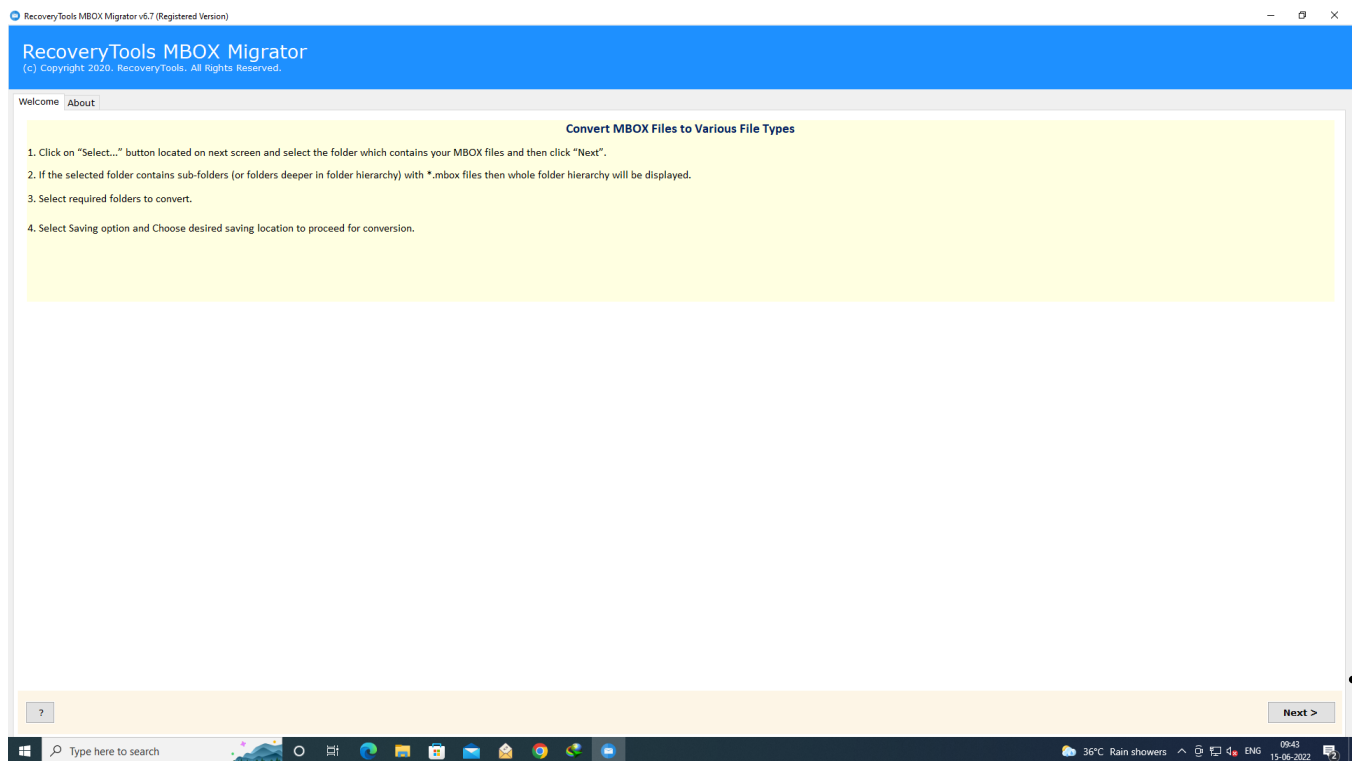 RecoveryTools MBOX Migrator v6.7 (Registered Version)
RecoveryTools MBOX Migrator
(c) Copyright 2020. RecoveryTools. All Rights Reserved.
Welcome About
Convert MBOX Files to Various File Types
1. Click on “Select...” button located on next screen and select the folder which contains your MBOX files and then click “Next”.
2. If the selected folder contains sub-folders (or folders deeper in folder hierarchy) with *.mbox files then whole folder hierarchy will be displayed.
3. Select required folders to convert.
4. Select Saving option and Choose desired saving location to proceed for conversion.
? Next >
Type here to search
36°C Rain showers ENG
09:43
15-06-2022
2